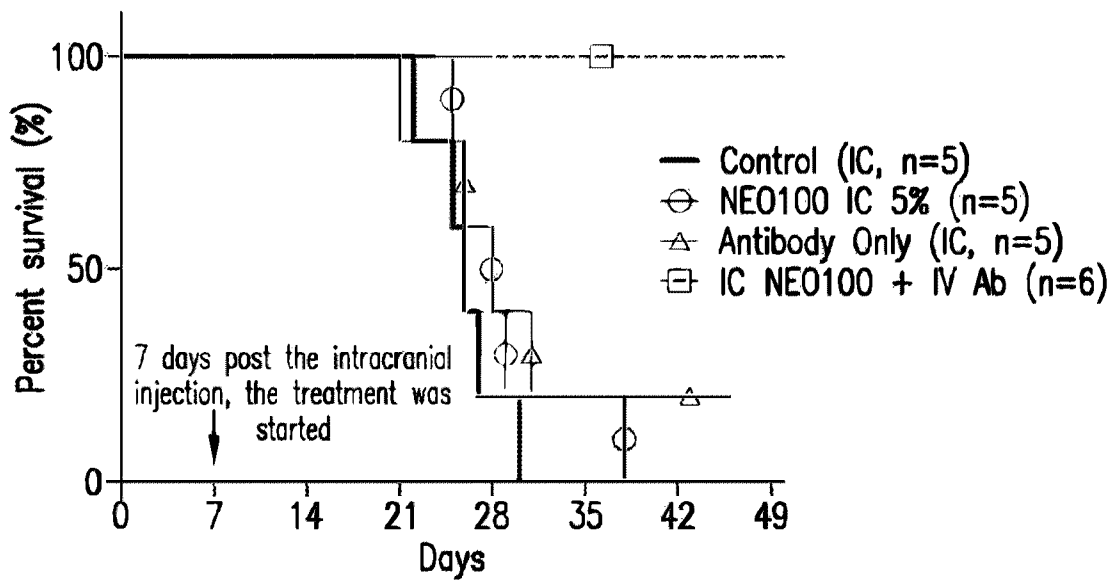 Percent survival (%)
100
50
0
7 days post the intracranial
injection, the treatment was
started
Control (IC, n=5)
NEO100 IC 5% (n=5)
Antibody Only (IC, n=5)
IC NEO100 + IV Ab (n=6)
0 7 14 21 28 35 42 49
Days